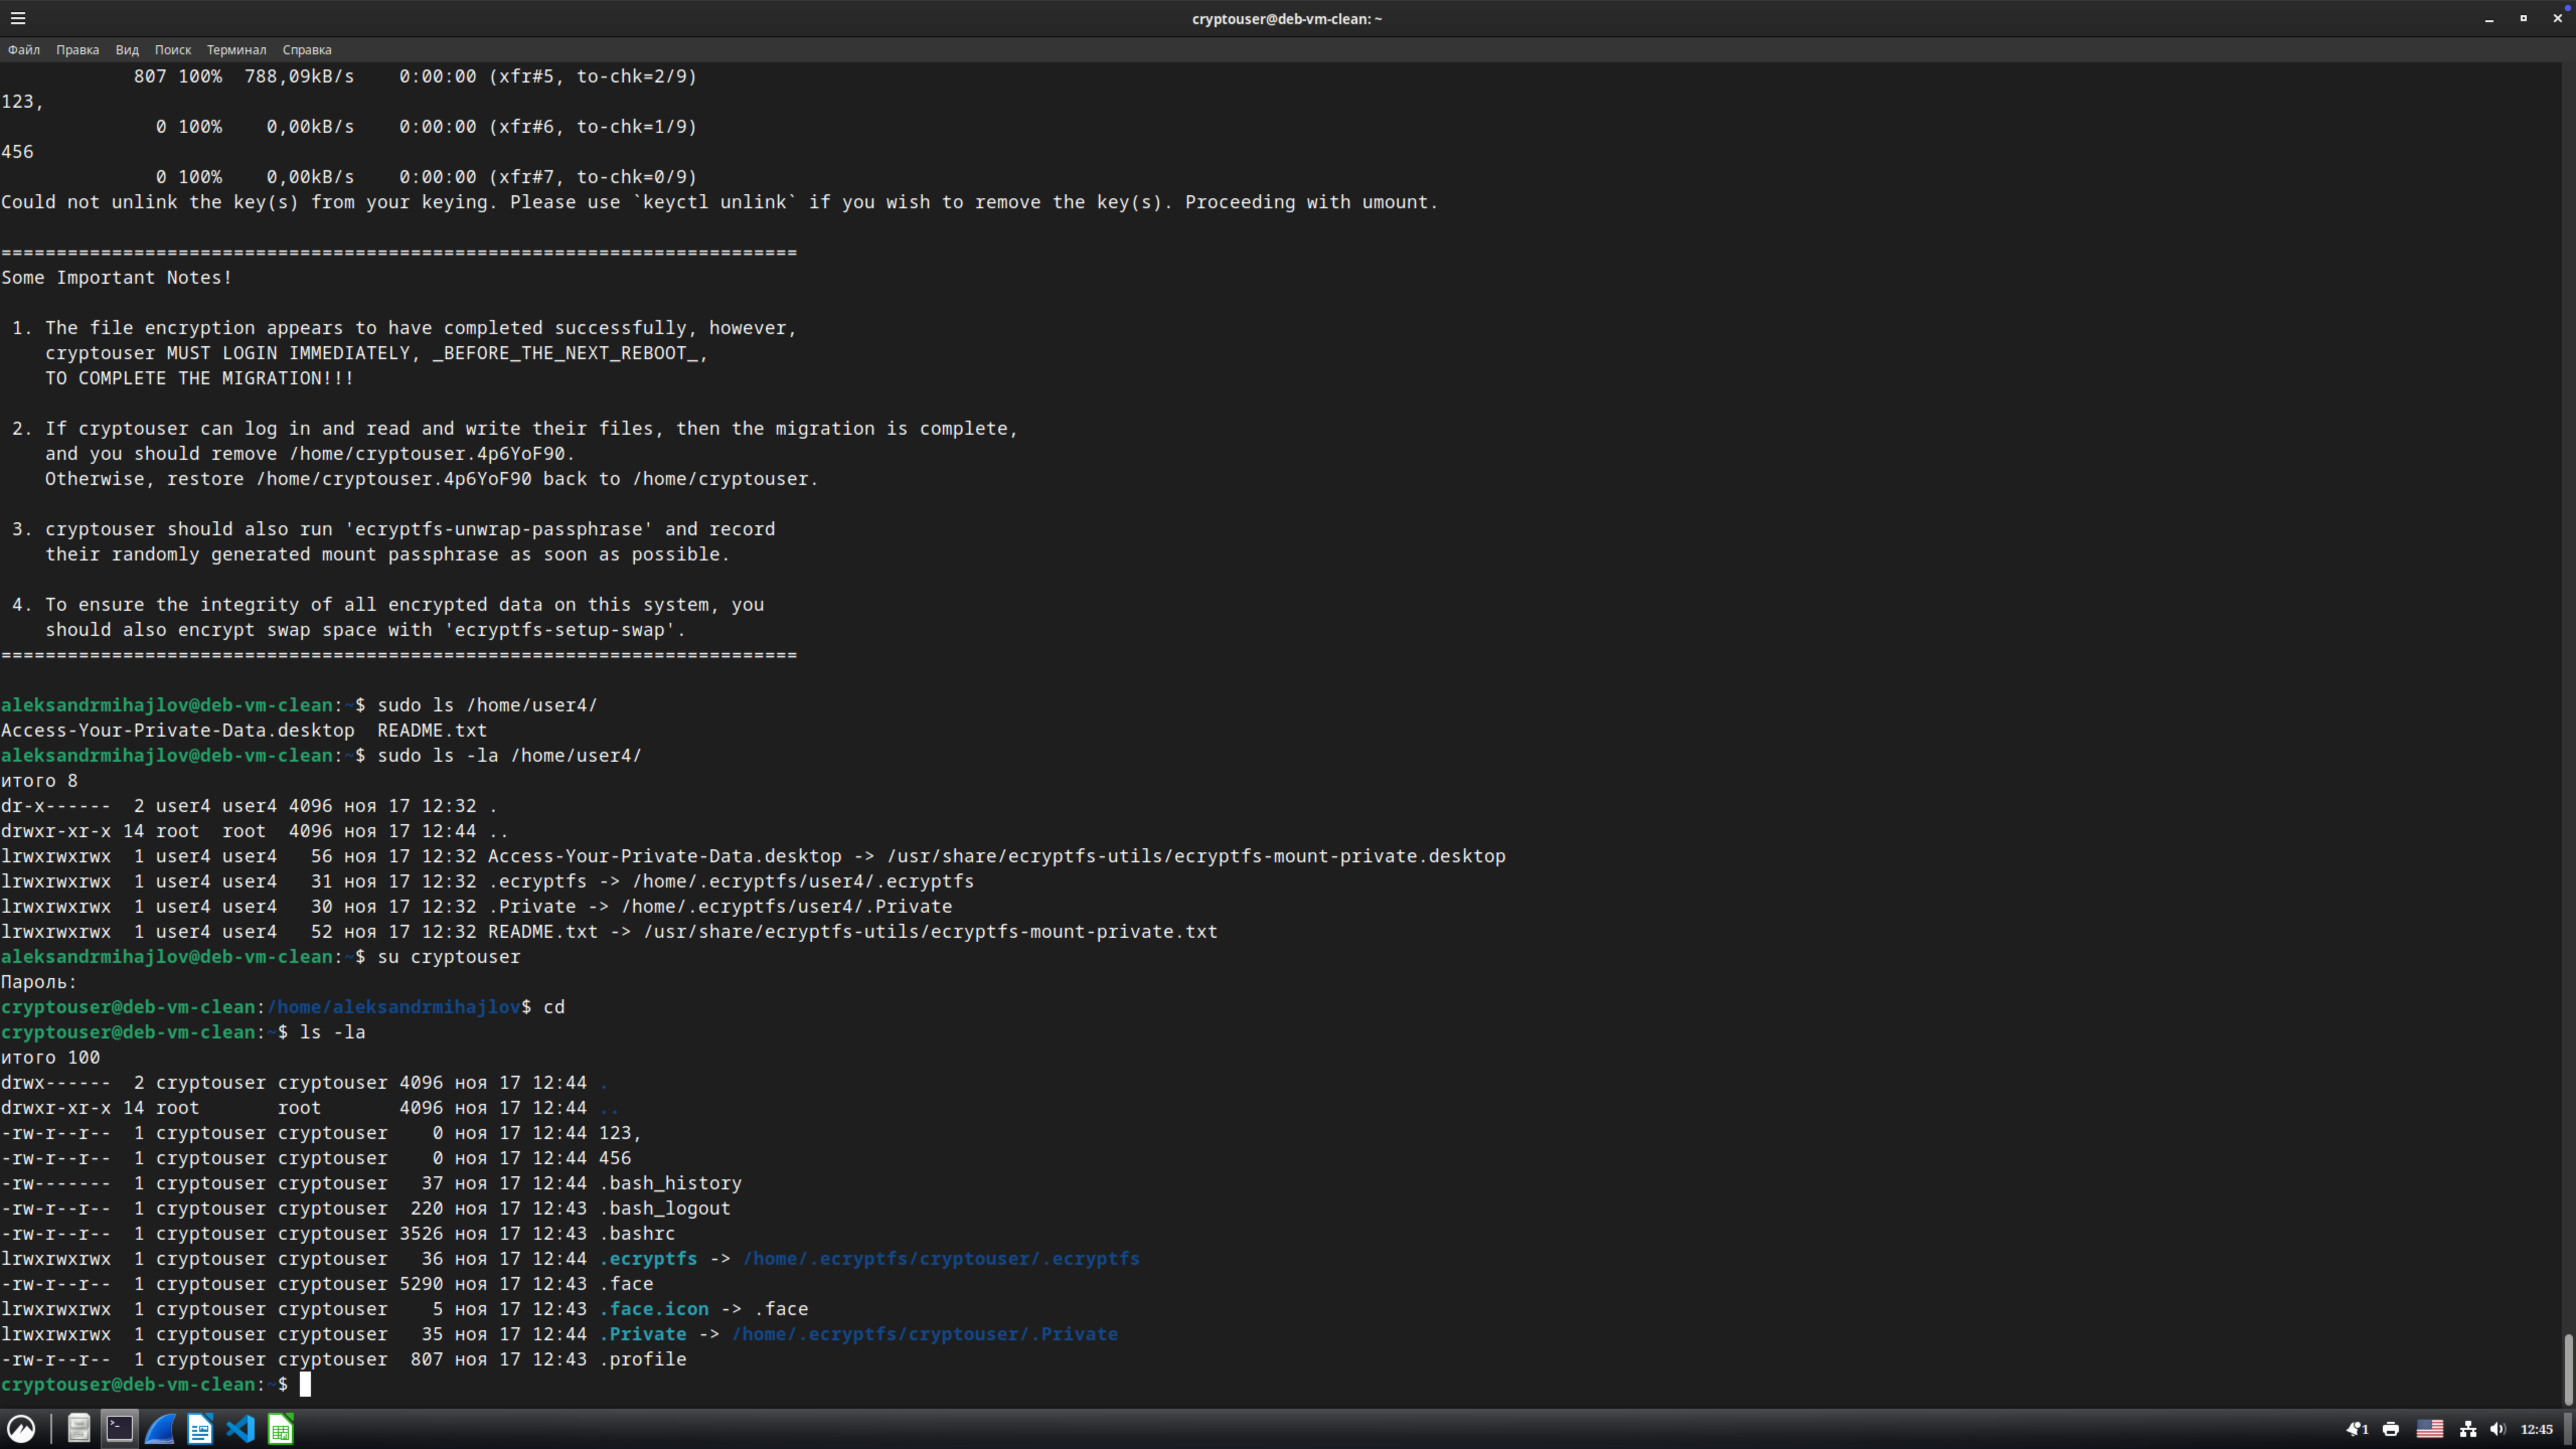 cryptouser@deb-vm-clean: ~
Файл Правка Вид Поиск Терминал Справка
807 100% 788,09kB/s 0:00:00 (xfr#5, to-chk=2/9)
123,
0 100% 0,00kB/s 0:00:00 (xfr#6, to-chk=1/9)
456
0 100% 0,00kB/s 0:00:00 (xfr#7, to-chk=0/9)
Could not unlink the key(s) from your keying. Please use `keyctl unlink` if you wish to remove the key(s). Proceeding with umount.
========================================================================
Some Important Notes!
1. The file encryption appears to have completed successfully, however,
cryptouser MUST LOGIN IMMEDIATELY, _BEFORE_THE_NEXT_REBOOT_,
TO COMPLETE THE MIGRATION!!!
2. If cryptouser can log in and read and write their files, then the migration is complete,
and you should remove /home/cryptouser.4p6YoF90.
Otherwise, restore /home/cryptouser.4p6YoF90 back to /home/cryptouser.
3. cryptouser should also run 'ecryptfs-unwrap-passphrase' and record
their randomly generated mount passphrase as soon as possible.
4. To ensure the integrity of all encrypted data on this system, you
should also encrypt swap space with 'ecryptfs-setup-swap'.
========================================================================
aleksandrmihajlov@deb-vm-clean:~$ sudo ls /home/user4/
Access-Your-Private-Data.desktop README.txt
aleksandrmihajlov@deb-vm-clean:~$ sudo ls -la /home/user4/
итого 8
dr-x------ 2 user4 user4 4096 ноя 17 12:32 .
drwxr-xr-x 14 root root 4096 ноя 17 12:44 ..
lrwxrwxrwx 1 user4 user4 56 ноя 17 12:32 Access-Your-Private-Data.desktop -> /usr/share/ecryptfs-utils/ecryptfs-mount-private.desktop
lrwxrwxrwx 1 user4 user4 31 ноя 17 12:32 .ecryptfs -> /home/.ecryptfs/user4/.ecryptfs
lrwxrwxrwx 1 user4 user4 30 ноя 17 12:32 .Private -> /home/.ecryptfs/user4/.Private
lrwxrwxrwx 1 user4 user4 52 ноя 17 12:32 README.txt -> /usr/share/ecryptfs-utils/ecryptfs-mount-private.txt
aleksandrmihajlov@deb-vm-clean:~$ su cryptouser
Пароль:
cryptouser@deb-vm-clean:/home/aleksandrmihajlov$ cd
cryptouser@deb-vm-clean:~$ ls -la
итого 100
drwx------ 2 cryptouser cryptouser 4096 ноя 17 12:44 .
drwxr-xr-x 14 root root 4096 ноя 17 12:44 ..
-rw-r--r-- 1 cryptouser cryptouser 0 ноя 17 12:44 123,
-rw-r--r-- 1 cryptouser cryptouser 0 ноя 17 12:44 456
-rw------- 1 cryptouser cryptouser 37 ноя 17 12:44 .bash_history
-rw-r--r-- 1 cryptouser cryptouser 220 ноя 17 12:43 .bash_logout
-rw-r--r-- 1 cryptouser cryptouser 3526 ноя 17 12:43 .bashrc
lrwxrwxrwx 1 cryptouser cryptouser 36 ноя 17 12:44 .ecryptfs -> /home/.ecryptfs/cryptouser/.ecryptfs
-rw-r--r-- 1 cryptouser cryptouser 5290 ноя 17 12:43 .face
lrwxrwxrwx 1 cryptouser cryptouser 5 ноя 17 12:43 .face.icon -> .face
lrwxrwxrwx 1 cryptouser cryptouser 35 ноя 17 12:44 .Private -> /home/.ecryptfs/cryptouser/.Private
-rw-r--r-- 1 cryptouser cryptouser 807 ноя 17 12:43 .profile
cryptouser@deb-vm-clean:~$
1 12:45